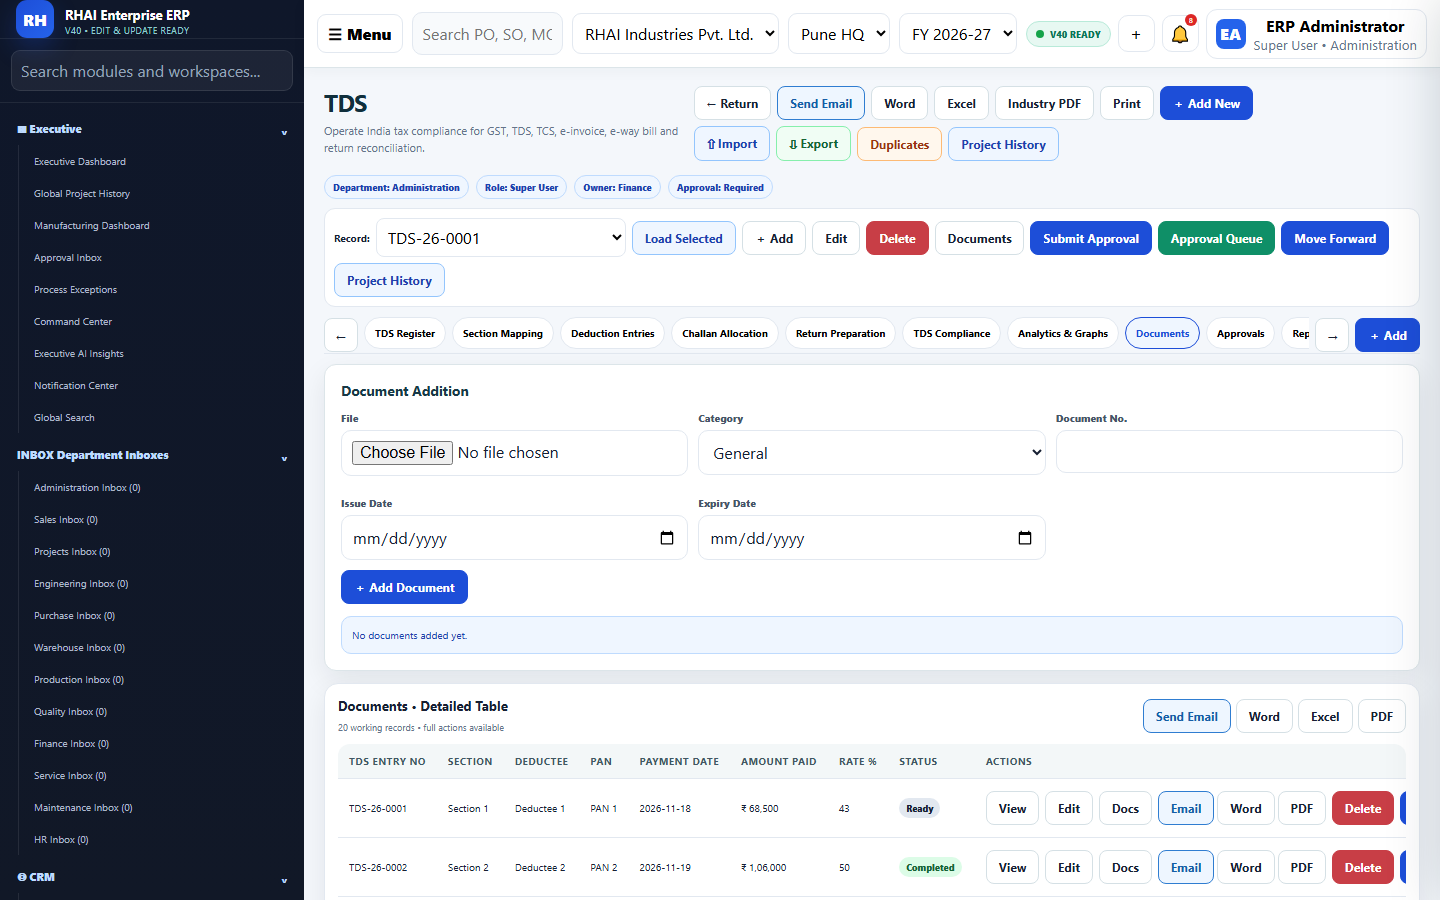 RH RHAI Enterprise ERP
V40 • EDIT & UPDATE READY
Search modules and workspaces...
Executive
Executive Dashboard
Global Project History
Manufacturing Dashboard
Approval Inbox
Process Exceptions
Command Center
Executive AI Insights
Notification Center
Global Search
INBOX Department Inboxes
Administration Inbox (0)
Sales Inbox (0)
Projects Inbox (0)
Engineering Inbox (0)
Purchase Inbox (0)
Warehouse Inbox (0)
Production Inbox (0)
Quality Inbox (0)
Finance Inbox (0)
Service Inbox (0)
Maintenance Inbox (0)
HR Inbox (0)
CRM
☰ Menu Search PO, SO, MO RHAI Industries Pvt. Ltd. Pune HQ FY 2026-27 V40 READY + 8 EA ERP Administrator
Super User • Administration
TDS
Operate India tax compliance for GST, TDS, TCS, e-invoice, e-way bill and
return reconciliation.
← Return Send Email Word Excel Industry PDF Print + Add New
⇧ Import ⇩ Export Duplicates Project History
Department: Administration Role: Super User Owner: Finance Approval: Required
Record: TDS-26-0001 Load Selected + Add Edit Delete Documents Submit Approval Approval Queue Move Forward
Project History
← TDS Register Section Mapping Deduction Entries Challan Allocation Return Preparation TDS Compliance Analytics & Graphs Documents Approvals Rep → + Add
Document Addition
File Category Document No.
Choose File No file chosen General
Issue Date Expiry Date
mm/dd/yyyy mm/dd/yyyy
+ Add Document
No documents added yet.
Documents • Detailed Table
20 working records • full actions available
Send Email Word Excel PDF
TDS ENTRY NO SECTION DEDUCTEE PAN PAYMENT DATE AMOUNT PAID RATE % STATUS ACTIONS
TDS-26-0001 Section 1 Deductee 1 PAN 1 2026-11-18 ₹ 68,500 43 Ready View Edit Docs Email Word PDF Delete
TDS-26-0002 Section 2 Deductee 2 PAN 2 2026-11-19 ₹ 1,06,000 50 Completed View Edit Docs Email Word PDF Delete